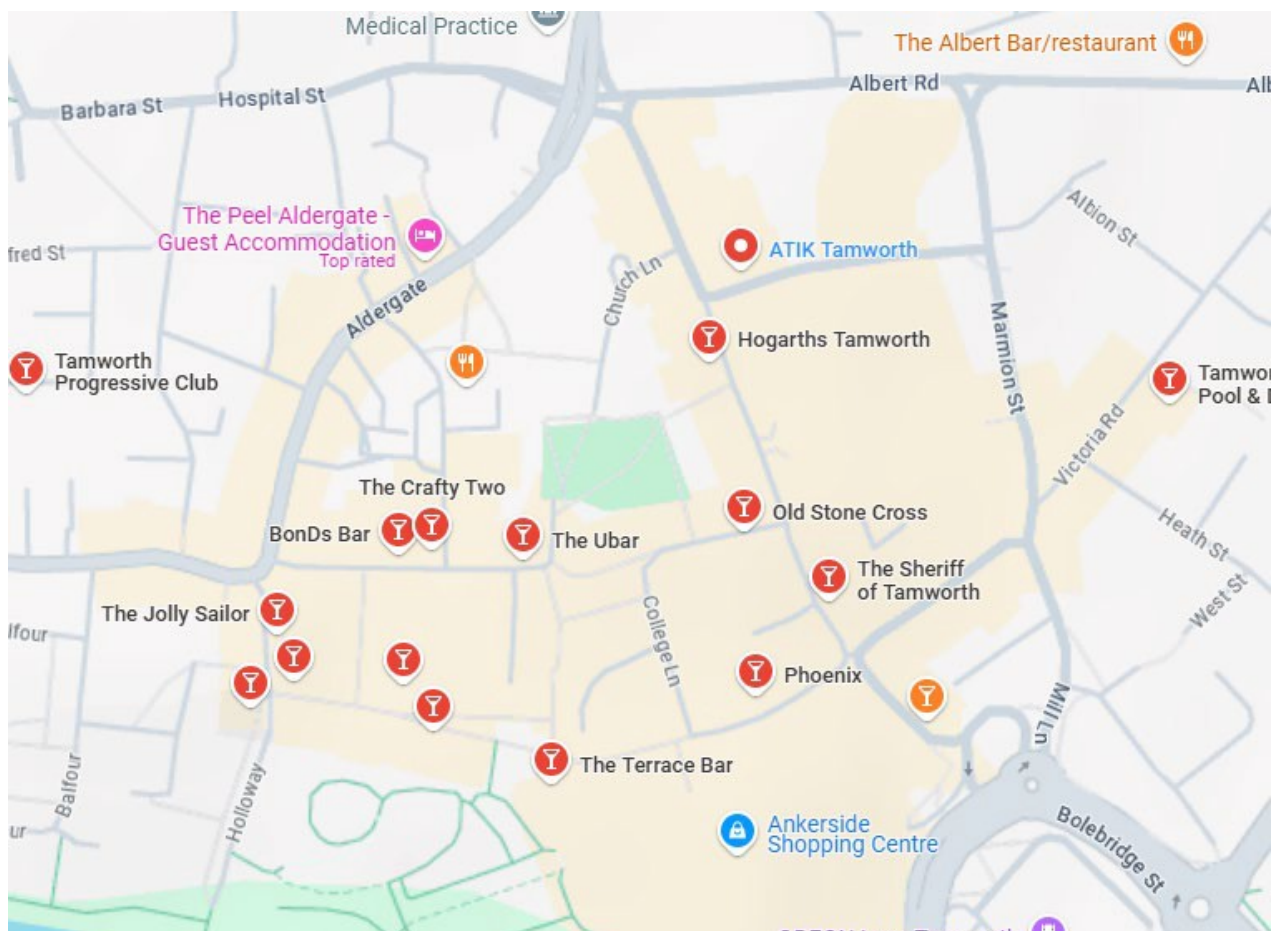 Medical Practice
The Albert Bar/restaurant
Albert Rd
Barbara St
Hospital St
The Peel Aldergate -
Guest Accommodation
Top rated
Albion St
fred St
ATIK Tamworth
Church Ln
Aldergate
Marmion St
Hogarths Tamworth
Tamworth
Progressive Club
Pool &
Victoria Rd
The Crafty Two
BonDs Bar
The Ubar
Old Stone Cross
Heath St
The Sheriff
of Tamworth
West St
The Jolly Sailor
lfour
College Ln
Phoenix
Mill Ln
The Terrace Bar
Balfour
Holloway
ur
Ankerside
Shopping Centre
Bolebridge St